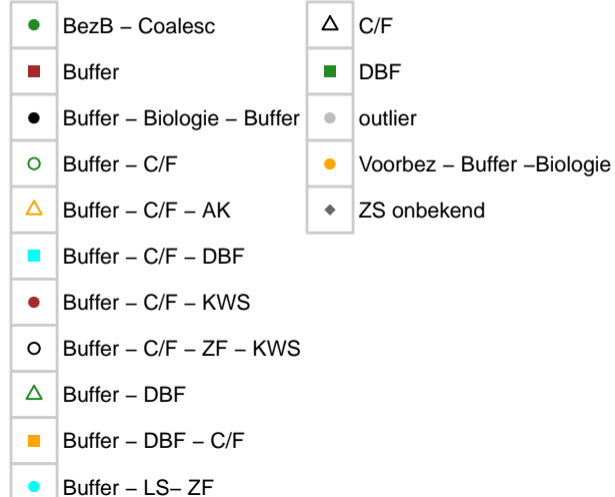 BezB – Coalesc
Buffer
Buffer – Biologie – Buffer
Buffer – C/F
Buffer – C/F – AK
Buffer – C/F – DBF
Buffer – C/F – KWS
Buffer – C/F – ZF – KWS
Buffer – DBF
Buffer – DBF – C/F
Buffer – LS– ZF
C/F
DBF
outlier
Voorbez – Buffer –Biologie
ZS onbekend